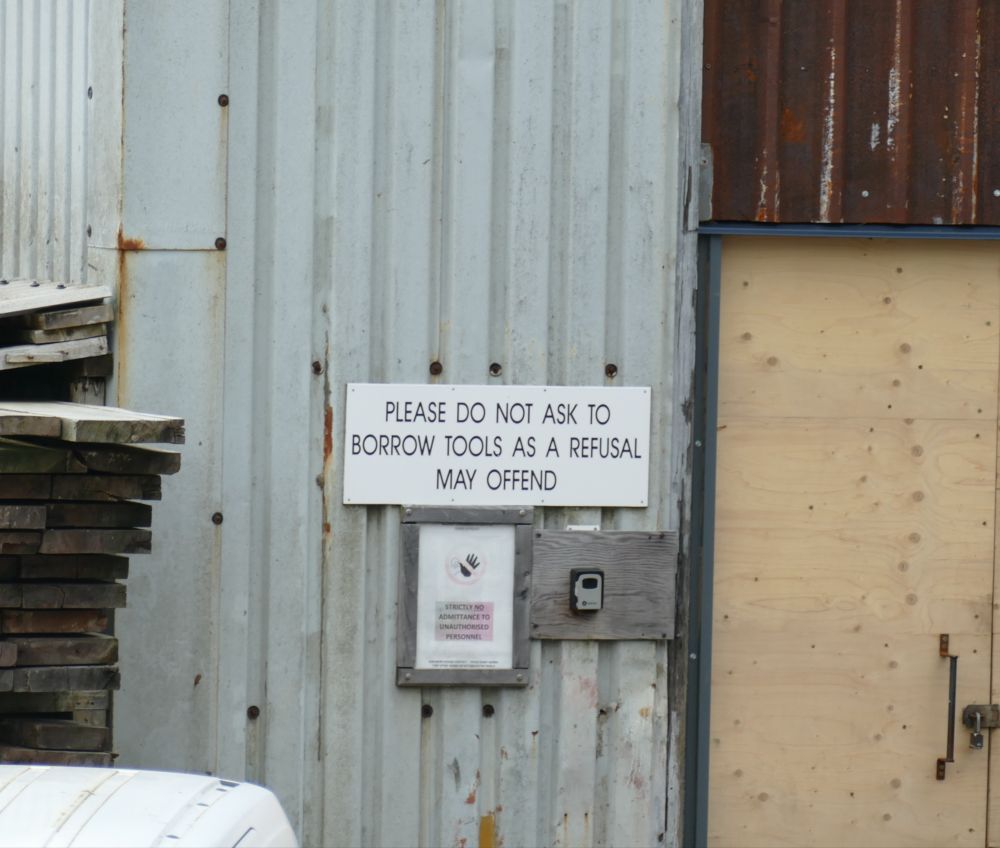 PLEASE DO NOT ASK TO
BORROW TOOLS AS A REFUSAL
MAY OFFEND
STRICTLY NO
ADMITTANCE TO
UNAUTHORISED
PERSONNEL